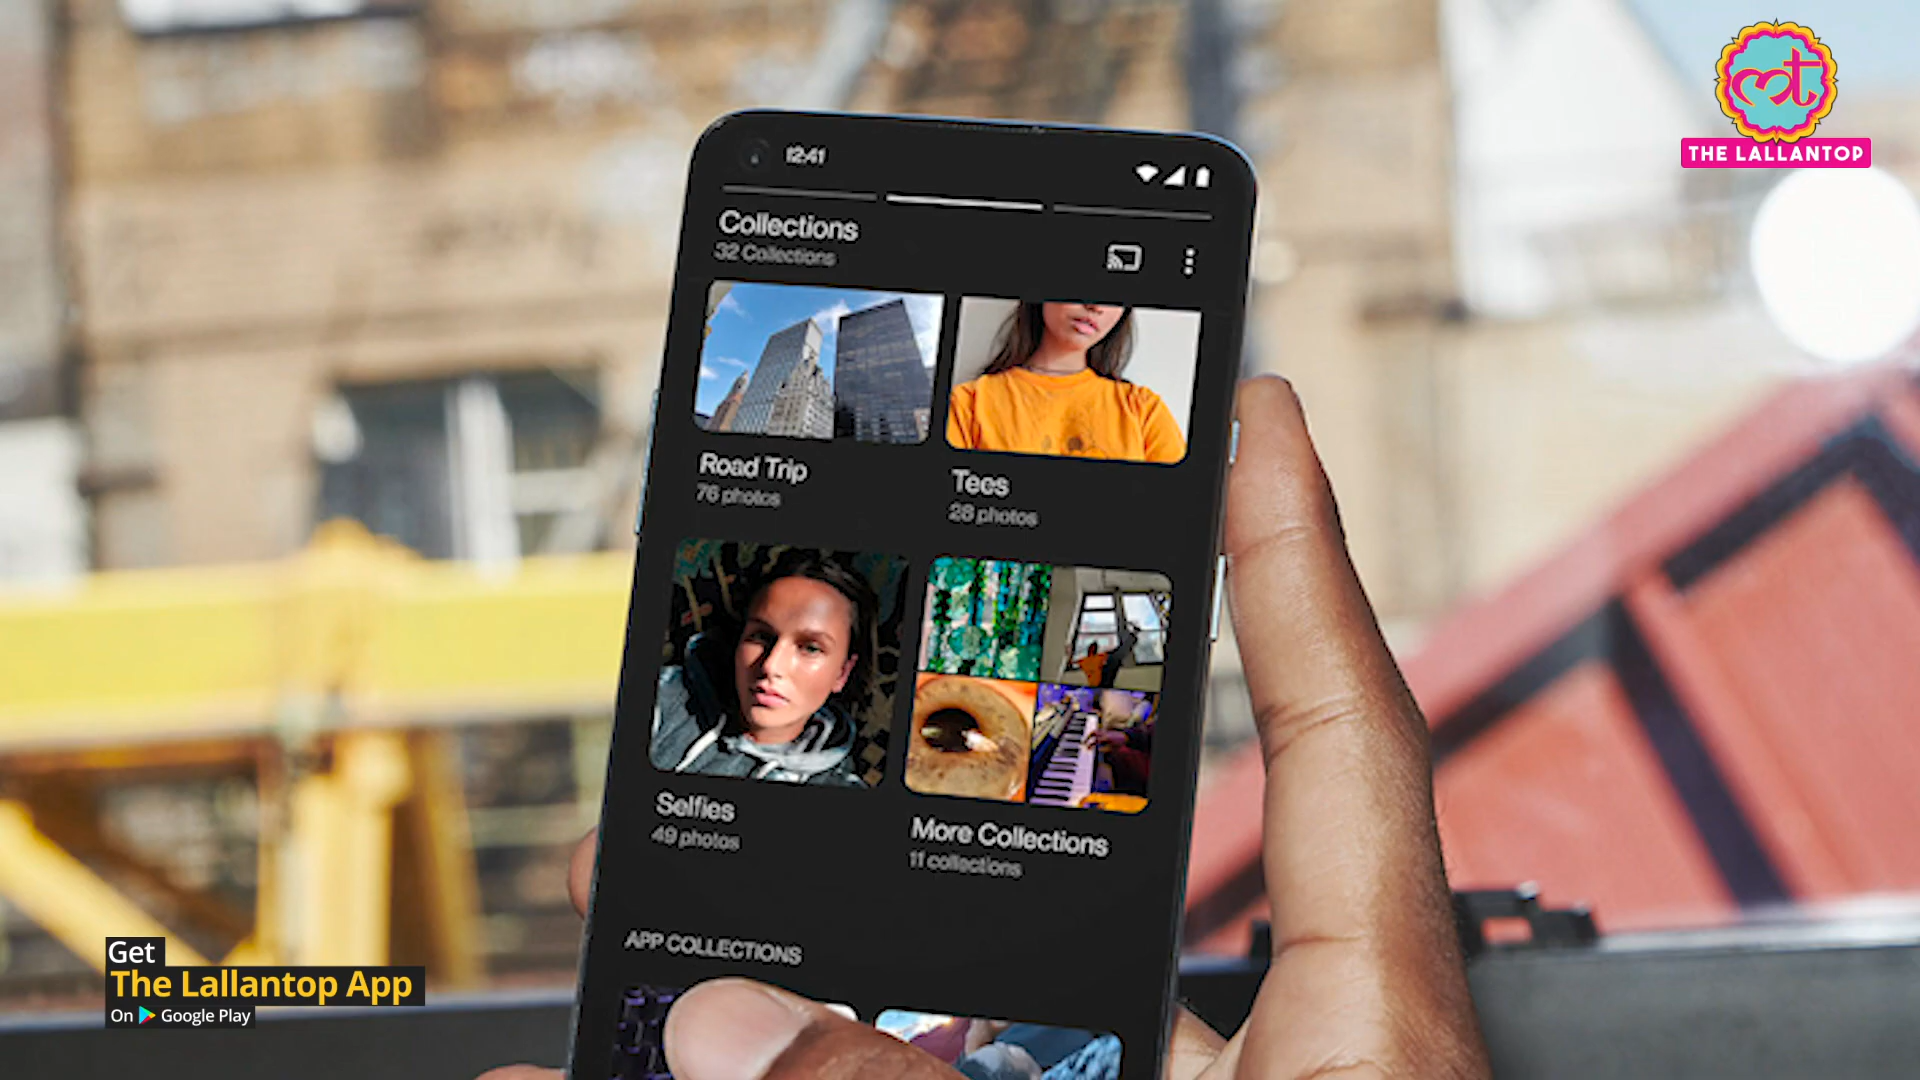 THE LALLANTOP
12:41
Collections
32 Collections
Road Trip
76 photos
Tees
28 photos
Selfies
49 photos
More Collections
11 collections
APP COLLECTIONS
Get
The Lallantop App
On Google Play